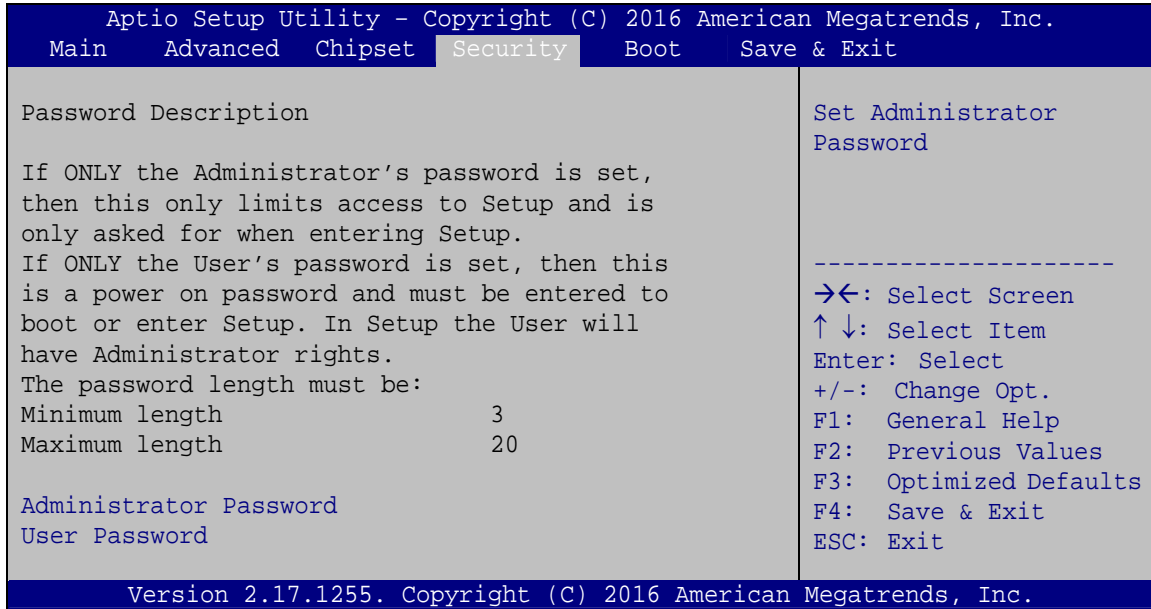 Aptio Setup Utility – Copyright (C) 2016 American Megatrends, Inc.
Main Advanced Chipset Security Boot Save & Exit
Password Description
If ONLY the Administrator’s password is set,
then this only limits access to Setup and is
only asked for when entering Setup.
If ONLY the User’s password is set, then this
is a power on password and must be entered to
boot or enter Setup. In Setup the User will
have Administrator rights.
The password length must be:
Minimum length 3
Maximum length 20
Administrator Password
User Password
Set Administrator
Password
---------------------
→←: Select Screen
↑ ↓: Select Item
Enter: Select
+/-: Change Opt.
F1: General Help
F2: Previous Values
F3: Optimized Defaults
F4: Save & Exit
ESC: Exit
Version 2.17.1255. Copyright (C) 2016 American Megatrends, Inc.